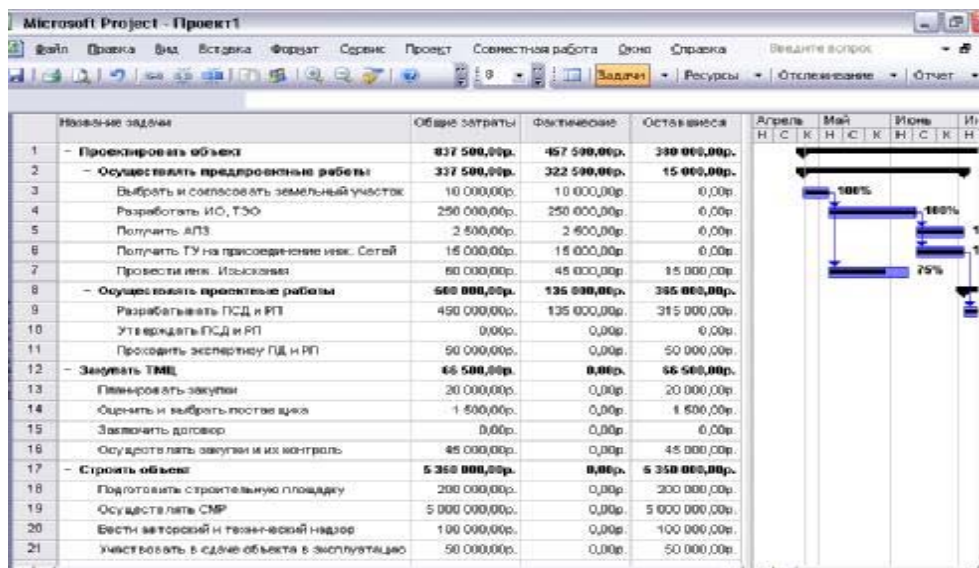 Microsoft Project - Проект1
Файл Правка Вид Вставка Формат Сервис Проект Совместная работа Окно Справка Введите вопрос
8 Задачи Ресурсы Отслеживание Отчет
Название задачи Общие затраты Фактические Оставшиеся Апрель Май Июнь
Н С К Н С К Н С К Н
1 − Проектировать объект 837 500,00р. 457 500,00р. 380 000,00р.
2 − Осуществлять предпроектные работы 337 500,00р. 322 500,00р. 15 000,00р.
3 Выбрать и согласовать земельный участок 10 000,00р. 10 000,00р. 0,00р. 100%
4 Разработать ИО, ТЭО 250 000,00р. 250 000,00р. 0,00р. 100%
5 Получить АПЗ 2 500,00р. 2 500,00р. 0,00р. 1
6 Получить ТУ на присоединение инж. Сетей 15 000,00р. 15 000,00р. 0,00р.
7 Провести инж. Изыскания 60 000,00р. 45 000,00р. 15 000,00р. 75%
8 − Осуществлять проектные работы 500 000,00р. 135 000,00р. 365 000,00р.
9 Разрабатывать ПСД и РП 450 000,00р. 135 000,00р. 315 000,00р.
10 Утверждать ПСД и РП 0,00р. 0,00р. 0,00р.
11 Проходить экспертизу ПД и РП 50 000,00р. 0,00р. 50 000,00р.
12 − Закупать ТМЦ 66 500,00р. 0,00р. 66 500,00р.
13 Планировать закупки 20 000,00р. 0,00р. 20 000,00р.
14 Оценить и выбрать поставщика 1 500,00р. 0,00р. 1 500,00р.
15 Заключить договор 0,00р. 0,00р. 0,00р.
16 Осуществлять закупки и их контроль 45 000,00р. 0,00р. 45 000,00р.
17 − Строить объект 5 350 000,00р. 0,00р. 5 350 000,00р.
18 Подготовить строительную площадку 200 000,00р. 0,00р. 200 000,00р.
19 Осуществлять СМР 5 000 000,00р. 0,00р. 5 000 000,00р.
20 Вести авторский и технический надзор 100 000,00р. 0,00р. 100 000,00р.
21 Участвовать в сдаче объекта в эксплуатацию 50 000,00р. 0,00р. 50 000,00р.